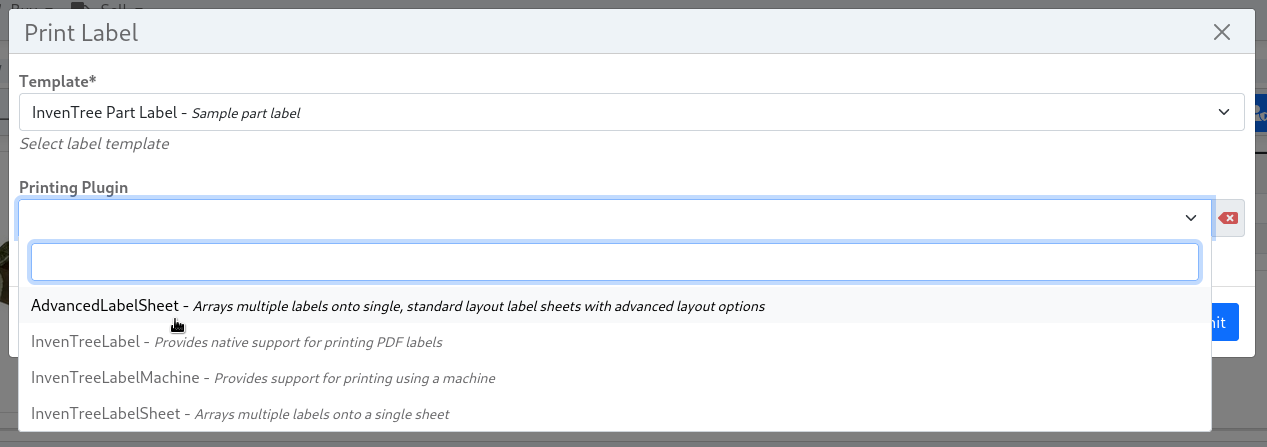 Buy Sell
Print Label
Template*
InvenTree Part Label - Sample part label
Select label template
Printing Plugin
AdvancedLabelSheet - Arrays multiple labels onto single, standard layout label sheets with advanced layout options
InvenTreeLabel - Provides native support for printing PDF labels
InvenTreeLabelMachine - Provides support for printing using a machine
InvenTreeLabelSheet - Arrays multiple labels onto a single sheet